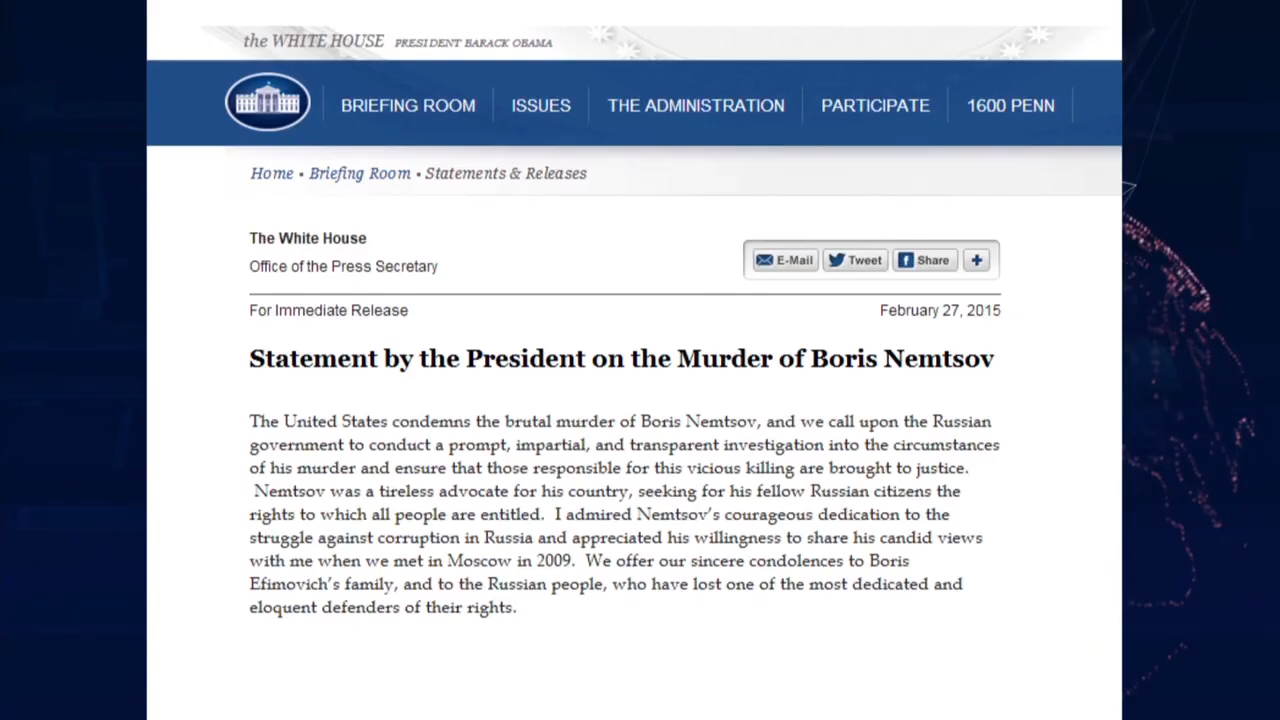 the WHITE HOUSE PRESIDENT BARACK OBAMA
BRIEFING ROOM ISSUES THE ADMINISTRATION PARTICIPATE 1600 PENN
Home • Briefing Room • Statements & Releases
The White House
Office of the Press Secretary
E-Mail Tweet Share +
For Immediate Release February 27, 2015
Statement by the President on the Murder of Boris Nemtsov
The United States condemns the brutal murder of Boris Nemtsov, and we call upon the Russian
government to conduct a prompt, impartial, and transparent investigation into the circumstances
of his murder and ensure that those responsible for this vicious killing are brought to justice.
Nemtsov was a tireless advocate for his country, seeking for his fellow Russian citizens the
rights to which all people are entitled. I admired Nemtsov's courageous dedication to the
struggle against corruption in Russia and appreciated his willingness to share his candid views
with me when we met in Moscow in 2009. We offer our sincere condolences to Boris
Efimovich's family, and to the Russian people, who have lost one of the most dedicated and
eloquent defenders of their rights.